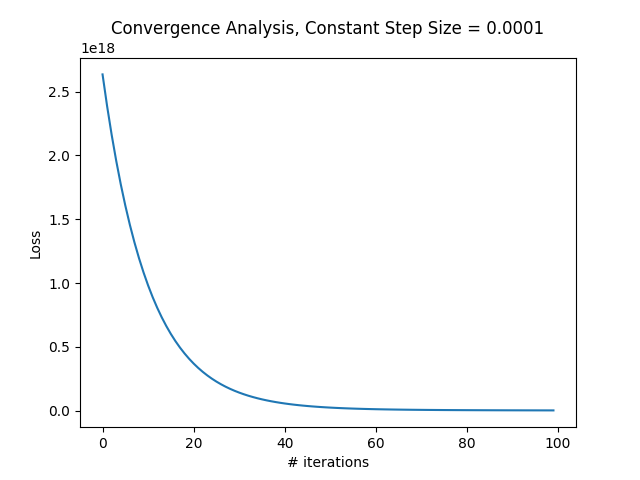 Convergence Analysis, Constant Step Size = 0.0001
1e18
2.5
2.0
1.5
1.0
0.5
0.0
Loss
0 20 40 60 80 100
# iterations